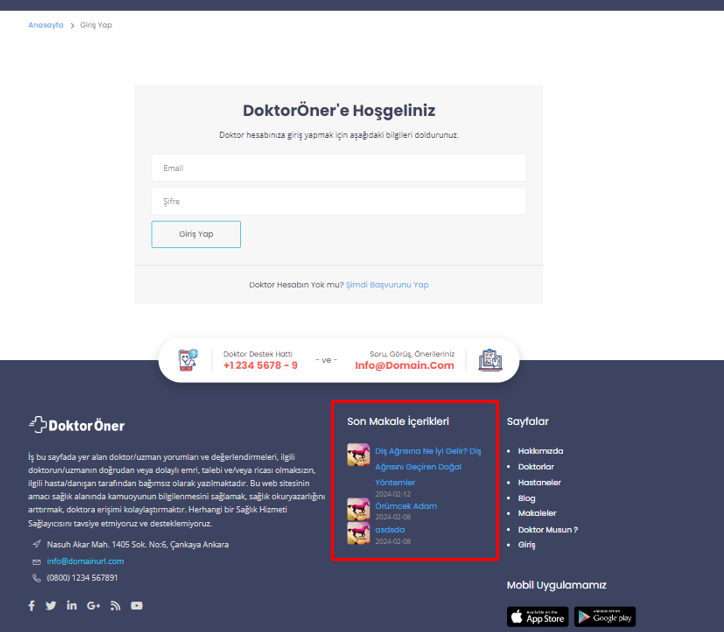 Anasayfa > Giriş Yap
DoktorÖner'e Hoşgeliniz
Doktor hesabınıza giriş yapmak için aşağıdaki bilgileri doldurunuz.
Email
Şifre
Giriş Yap
Doktor Hesabın Yok mu? Şimdi Başvurunu Yap
Doktor Destek Hattı
+1 234 5678 - 9
- ve -
Soru, Görüş, Önerileriniz
Info@Domain.Com
DoktorÖner
İş bu sayfada yer alan doktor/uzman yorumları ve değerlendirmeleri, ilgili
doktorun/uzmanın doğrudan veya dolaylı emri, talebi ve/veya ricası olmaksızın,
ilgili hasta/danışan tarafından bağımsız olarak yazılmaktadır. Bu web sitesinin
amacı sağlık alanında kamuoyunun bilgilenmesini sağlamak, sağlık okuryazarlığını
arttırmak, doktora erişimi kolaylaştırmaktır. Herhangi bir Sağlık Hizmeti
Sağlayıcısını tavsiye etmiyoruz ve desteklemiyoruz.
Nasuh Akar Mah. 1405 Sok. No:6, Çankaya Ankara
info@domainurl.com
(0800) 1234 567891
Son Makale İçerikleri
Diş Ağrısına Ne İyi Gelir? Diş
Ağrısını Geçiren Doğal
Yöntemler
2024-02-12
Örümcek Adam
2024-02-08
asdsda
2024-02-08
Sayfalar
Hakkımızda
Doktorlar
Hastaneler
Blog
Makaleler
Doktor Musun ?
Giriş
Mobil Uygulamamız
Available on the
App Store
ANDROID APP ON
Google play